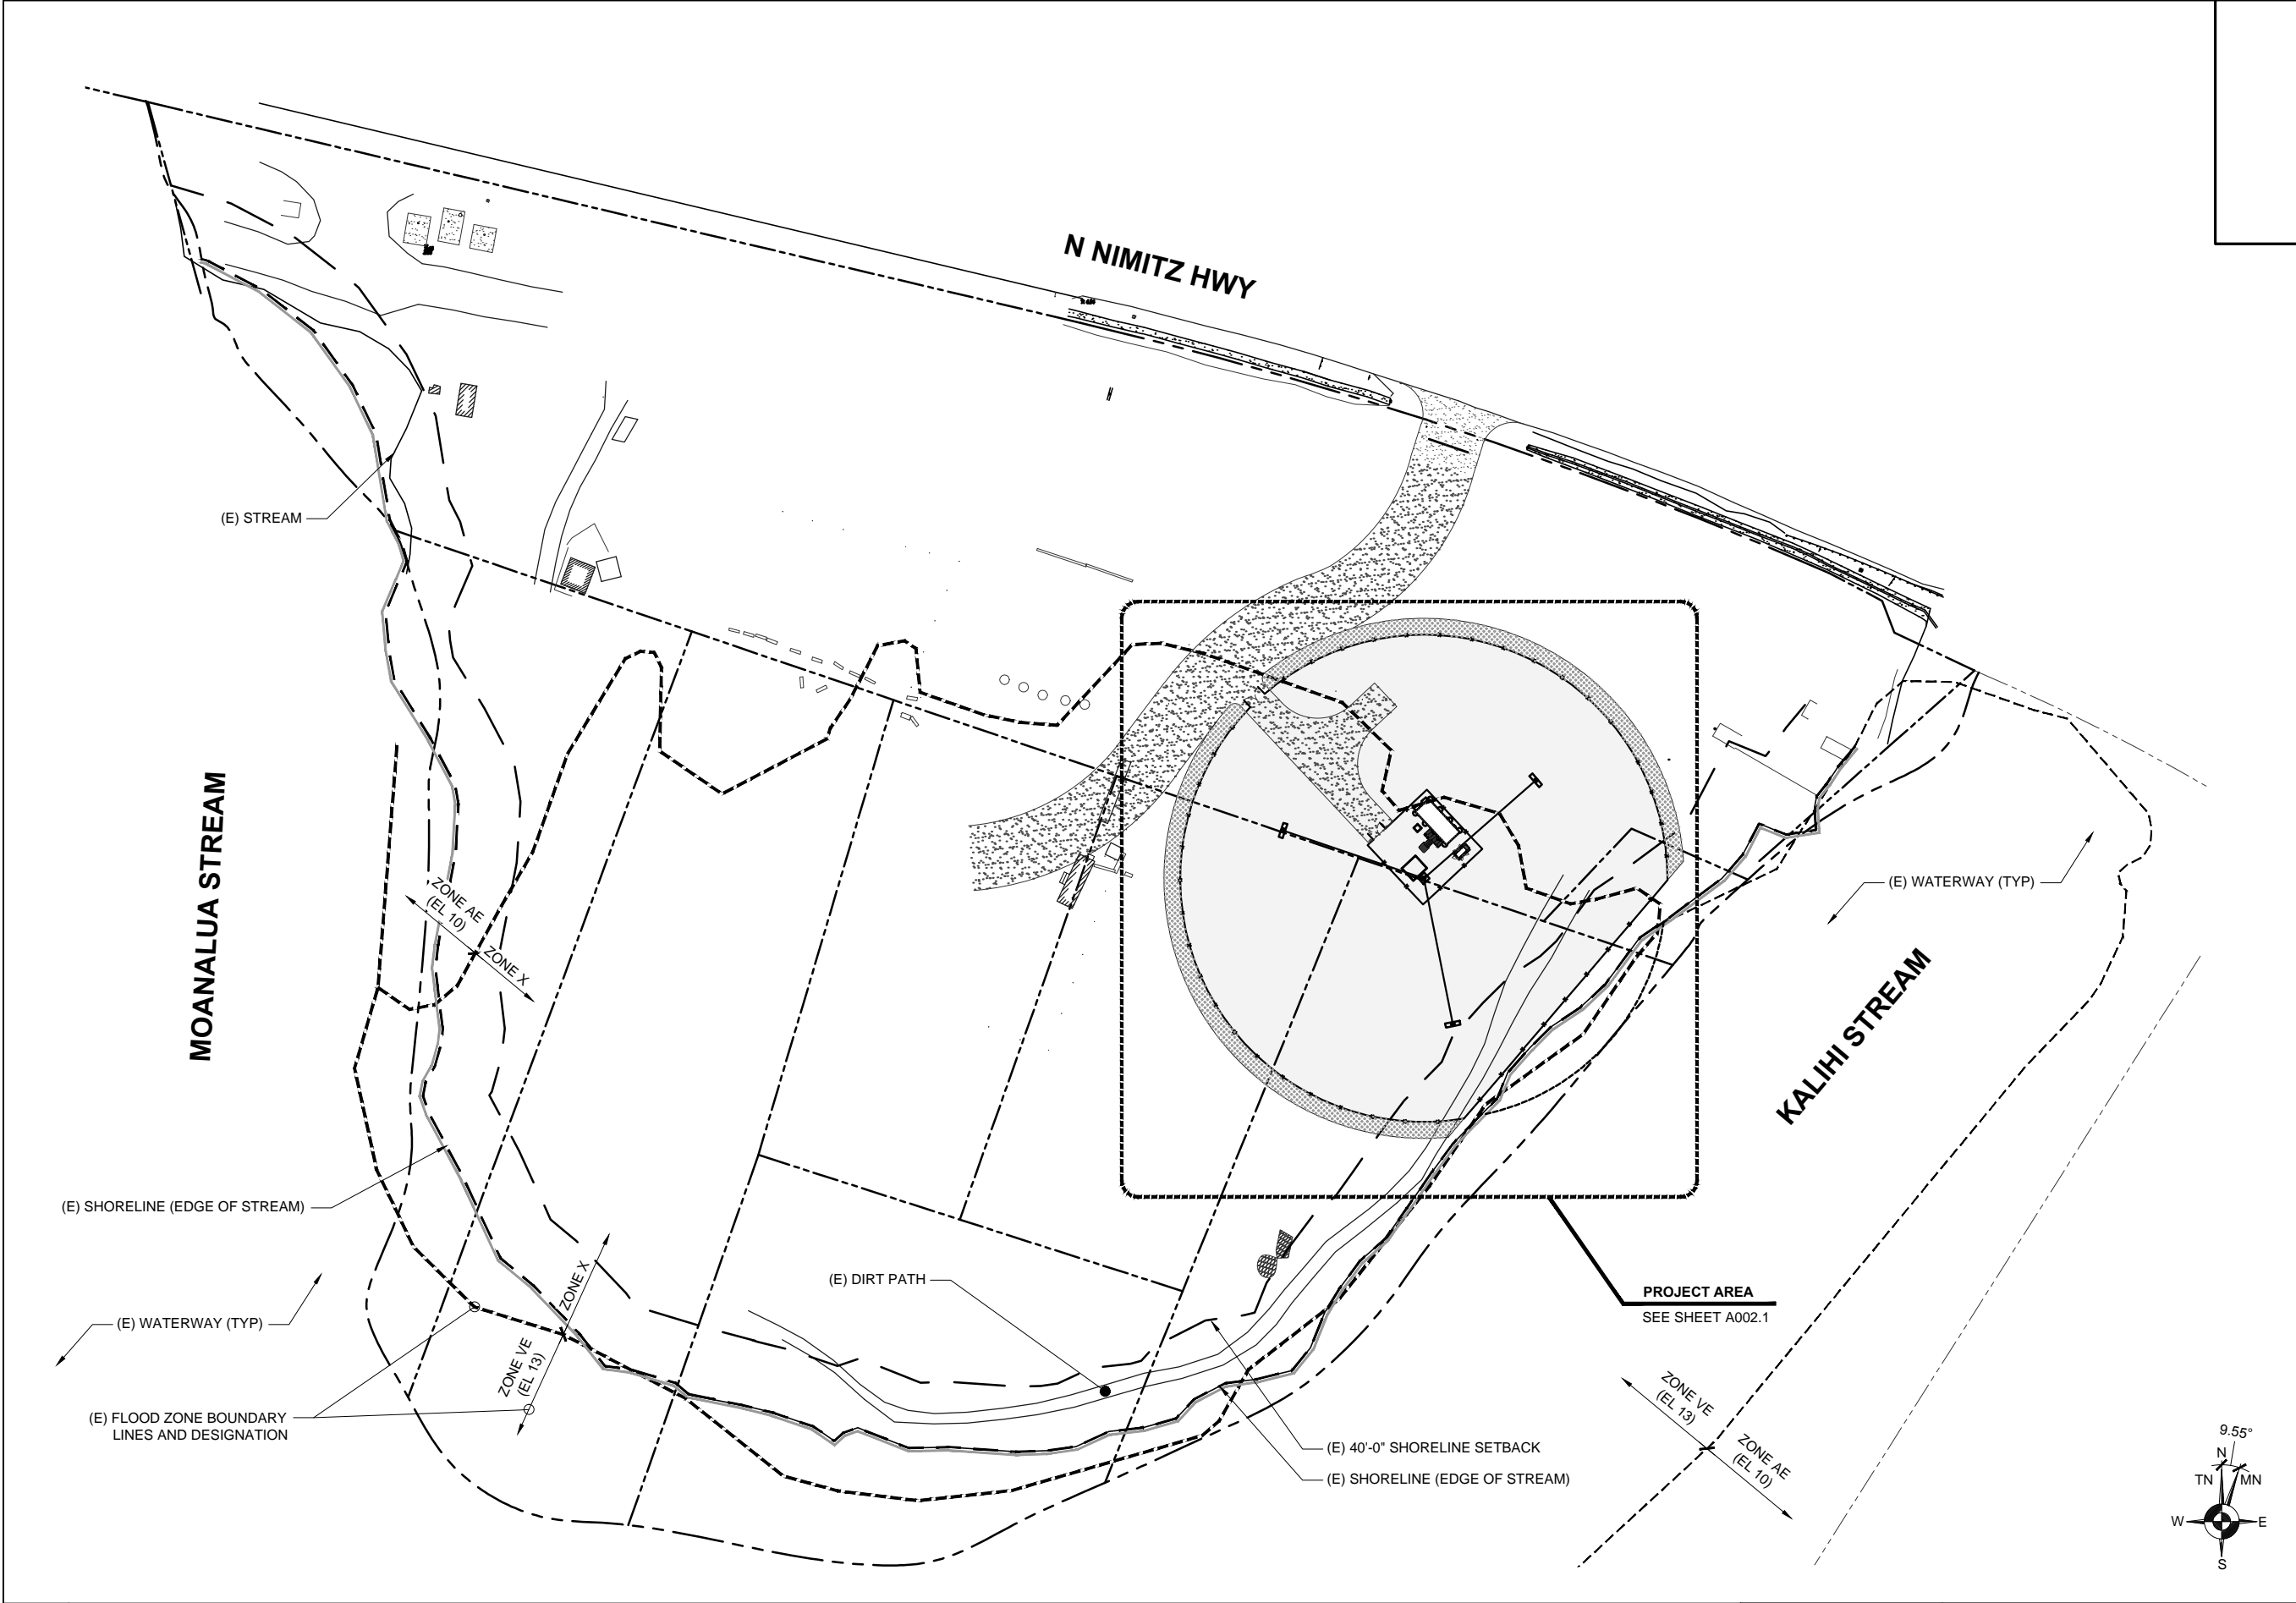 N NIMITZ HWY
(E) STREAM
MOANALUA STREAM
ZONE AE
(EL 10)
ZONE X
(E) WATERWAY (TYP)
KALIHI STREAM
(E) SHORELINE (EDGE OF STREAM)
ZONE X
ZONE VE
(EL 13)
(E) DIRT PATH
PROJECT AREA
SEE SHEET A002.1
(E) WATERWAY (TYP)
(E) FLOOD ZONE BOUNDARY
LINES AND DESIGNATION
(E) 40'-0" SHORELINE SETBACK
(E) SHORELINE (EDGE OF STREAM)
ZONE VE
(EL 13)
ZONE AE
(EL 10)
9.55°
N
TN
MN
W
E
S